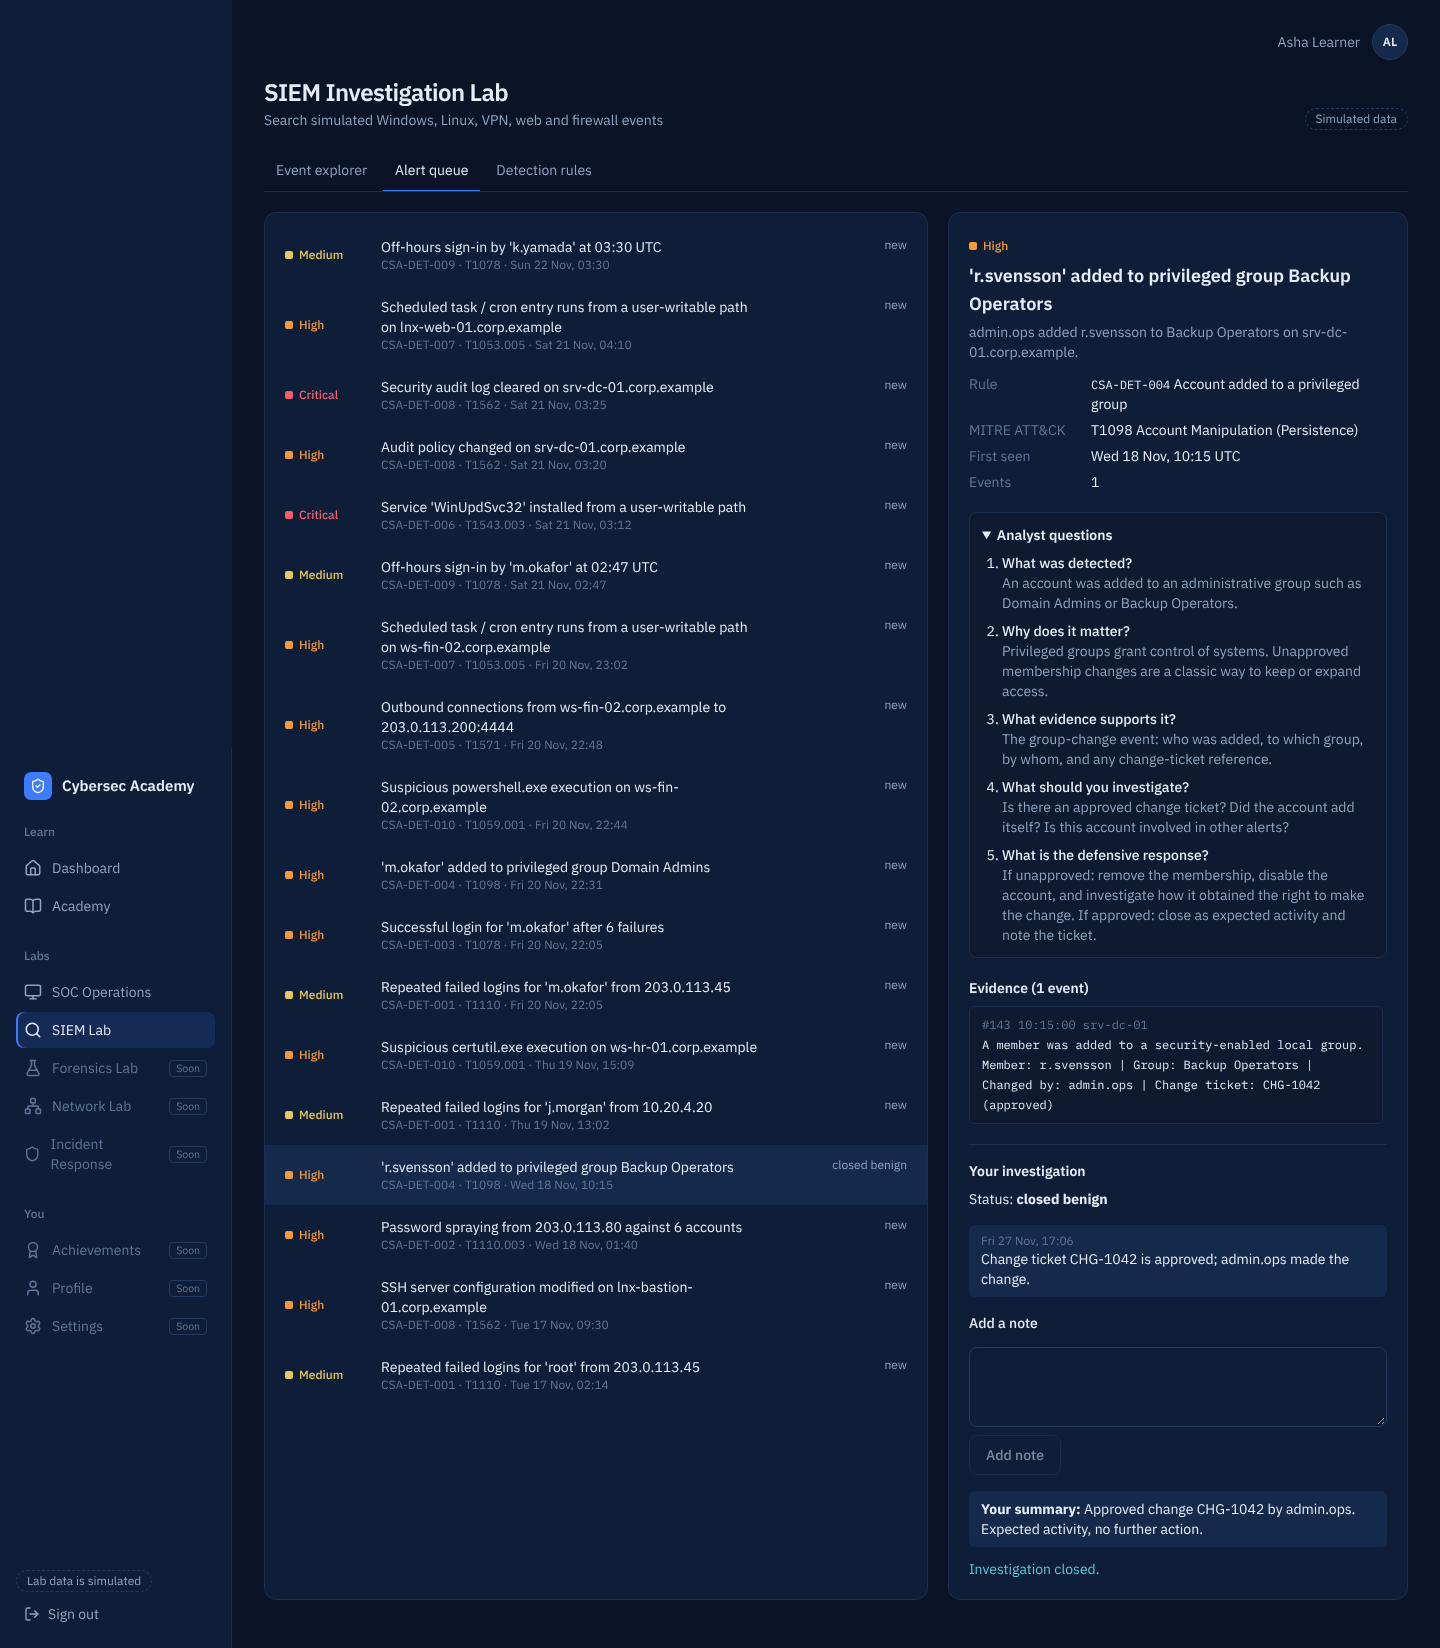 Asha Learner
AL
SIEM Investigation Lab
Search simulated Windows, Linux, VPN, web and firewall events
Simulated data
Event explorer
Alert queue
Detection rules
Medium
Off-hours sign-in by 'k.yamada' at 03:30 UTC
new
CSA-DET-009 · T1078 · Sun 22 Nov, 03:30
High
Scheduled task / cron entry runs from a user-writable path
on lnx-web-01.corp.example
new
CSA-DET-007 · T1053.005 · Sat 21 Nov, 04:10
Critical
Security audit log cleared on srv-dc-01.corp.example
new
CSA-DET-008 · T1562 · Sat 21 Nov, 03:25
High
Audit policy changed on srv-dc-01.corp.example
new
CSA-DET-008 · T1562 · Sat 21 Nov, 03:20
Critical
Service 'WinUpdSvc32' installed from a user-writable path
new
CSA-DET-006 · T1543.003 · Sat 21 Nov, 03:12
Medium
Off-hours sign-in by 'm.okafor' at 02:47 UTC
new
CSA-DET-009 · T1078 · Sat 21 Nov, 02:47
High
Scheduled task / cron entry runs from a user-writable path
on ws-fin-02.corp.example
new
CSA-DET-007 · T1053.005 · Fri 20 Nov, 23:02
High
Outbound connections from ws-fin-02.corp.example to
203.0.113.200:4444
new
CSA-DET-005 · T1571 · Fri 20 Nov, 22:48
High
Suspicious powershell.exe execution on ws-fin-
02.corp.example
new
CSA-DET-010 · T1059.001 · Fri 20 Nov, 22:44
High
'm.okafor' added to privileged group Domain Admins
new
CSA-DET-004 · T1098 · Fri 20 Nov, 22:31
High
Successful login for 'm.okafor' after 6 failures
new
CSA-DET-003 · T1078 · Fri 20 Nov, 22:05
Medium
Repeated failed logins for 'm.okafor' from 203.0.113.45
new
CSA-DET-001 · T1110 · Fri 20 Nov, 22:05
High
Suspicious certutil.exe execution on ws-hr-01.corp.example
new
CSA-DET-010 · T1059.001 · Thu 19 Nov, 15:09
Medium
Repeated failed logins for 'j.morgan' from 10.20.4.20
new
CSA-DET-001 · T1110 · Thu 19 Nov, 13:02
High
'r.svensson' added to privileged group Backup Operators
closed benign
CSA-DET-004 · T1098 · Wed 18 Nov, 10:15
High
Password spraying from 203.0.113.80 against 6 accounts
new
CSA-DET-002 · T1110.003 · Wed 18 Nov, 01:40
High
SSH server configuration modified on lnx-bastion-
01.corp.example
new
CSA-DET-008 · T1562 · Tue 17 Nov, 09:30
Medium
Repeated failed logins for 'root' from 203.0.113.45
new
CSA-DET-001 · T1110 · Tue 17 Nov, 02:14
High
'r.svensson' added to privileged group Backup
Operators
admin.ops added r.svensson to Backup Operators on srv-dc-
01.corp.example.
Rule
CSA-DET-004 Account added to a privileged
group
MITRE ATT&CK
T1098 Account Manipulation (Persistence)
First seen
Wed 18 Nov, 10:15 UTC
Events
1
▼ Analyst questions
1. What was detected?
An account was added to an administrative group such as
Domain Admins or Backup Operators.
2. Why does it matter?
Privileged groups grant control of systems. Unapproved
membership changes are a classic way to keep or expand
access.
3. What evidence supports it?
The group-change event: who was added, to which group,
by whom, and any change-ticket reference.
4. What should you investigate?
Is there an approved change ticket? Did the account add
itself? Is this account involved in other alerts?
5. What is the defensive response?
If unapproved: remove the membership, disable the
account, and investigate how it obtained the right to make
the change. If approved: close as expected activity and
note the ticket.
Evidence (1 event)
#143 10:15:00 srv-dc-01
A member was added to a security-enabled local group.
Member: r.svensson | Group: Backup Operators |
Changed by: admin.ops | Change ticket: CHG-1042
(approved)
Your investigation
Status: closed benign
Fri 27 Nov, 17:06
Change ticket CHG-1042 is approved; admin.ops made the
change.
Add a note
Add note
Your summary: Approved change CHG-1042 by admin.ops.
Expected activity, no further action.
Investigation closed.
Cybersec Academy
Learn
Dashboard
Academy
Labs
SOC Operations
SIEM Lab
Forensics Lab
Soon
Network Lab
Soon
Incident
Response
Soon
You
Achievements
Soon
Profile
Soon
Settings
Soon
Lab data is simulated
Sign out